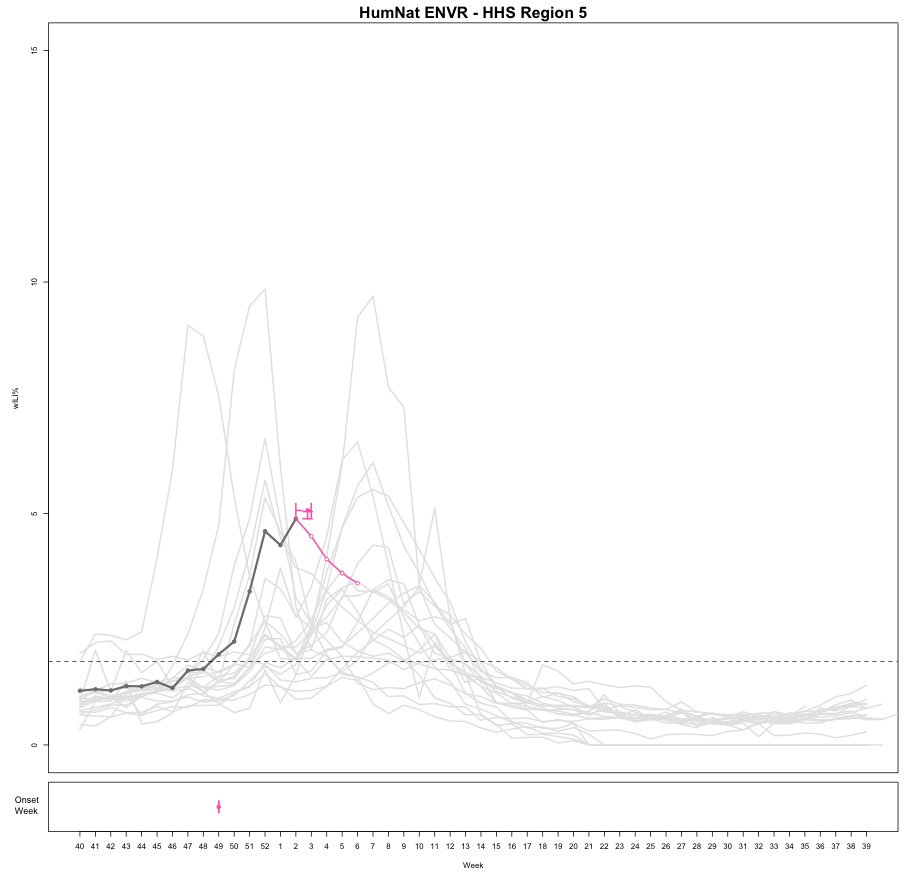 HumNat ENVR - HHS Region 5
15
10
5
0
wILI%
Onset
Week
40 41 42 43 44 45 46 47 48 49 50 51 52 1 2 3 4 5 6 7 8 9 10 11 12 13 14 15 16 17 18 19 20 21 22 23 24 25 26 27 28 29 30 31 32 33 34 35 36 37 38 39
Week